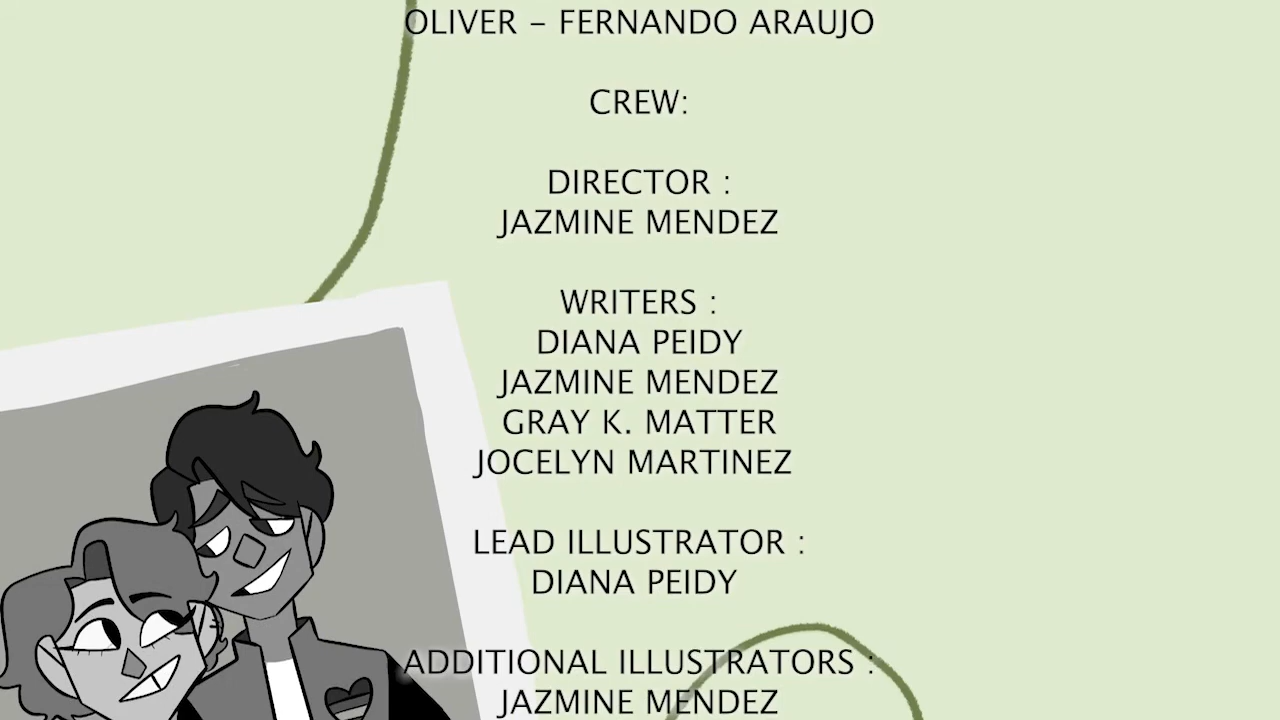 OLIVER – FERNANDO ARAUJO
CREW:
DIRECTOR :
JAZMINE MENDEZ
WRITERS :
DIANA PEIDY
JAZMINE MENDEZ
GRAY K. MATTER
JOCELYN MARTINEZ
LEAD ILLUSTRATOR :
DIANA PEIDY
ADDITIONAL ILLUSTRATORS :
JAZMINE MENDEZ